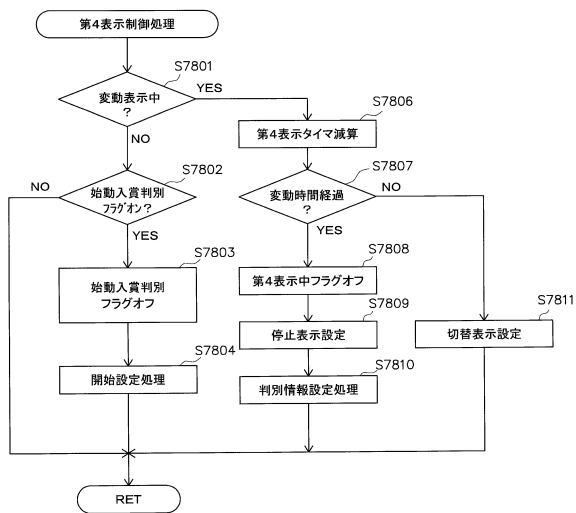 第4表示制御処理
S7801
変動表示中
?
YES
NO
S7802
始動入賞判別
フラグオン?
NO
YES
S7803
始動入賞判別
フラグオフ
S7804
開始設定処理
S7806
第4表示タイマ減算
S7807
変動時間経過
?
NO
YES
S7808
第4表示中フラグオフ
S7809
停止表示設定
S7810
判別情報設定処理
S7811
切替表示設定
RET